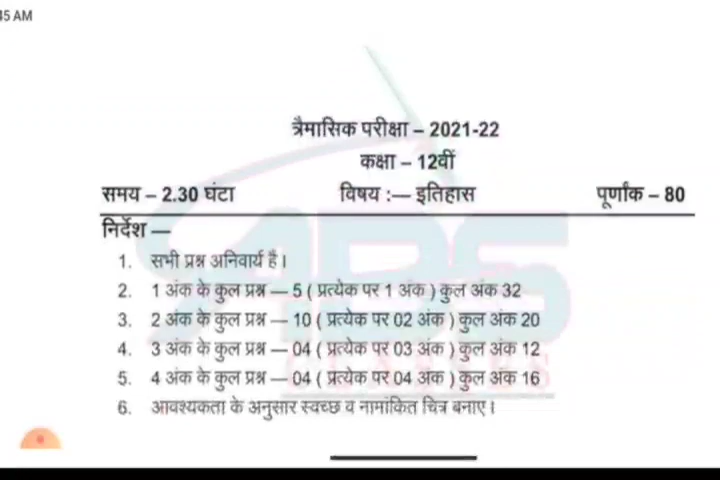 45 AM
त्रैमासिक परीक्षा – 2021-22
कक्षा – 12वीं
समय – 2.30 घंटा विषय :— इतिहास पूर्णांक – 80
निर्देश —
1. सभी प्रश्न अनिवार्य है।
2. 1 अंक के कुल प्रश्न — 5 ( प्रत्येक पर 1 अंक ) कुल अंक 32
3. 2 अंक के कुल प्रश्न — 10 ( प्रत्येक पर 02 अंक ) कुल अंक 20
4. 3 अंक के कुल प्रश्न — 04 ( प्रत्येक पर 03 अंक ) कुल अंक 12
5. 4 अंक के कुल प्रश्न — 04 ( प्रत्येक पर 04 अंक ) कुल अंक 16
6. आवश्यकता के अनुसार स्वच्छ व नामांकित चित्र बनाए।